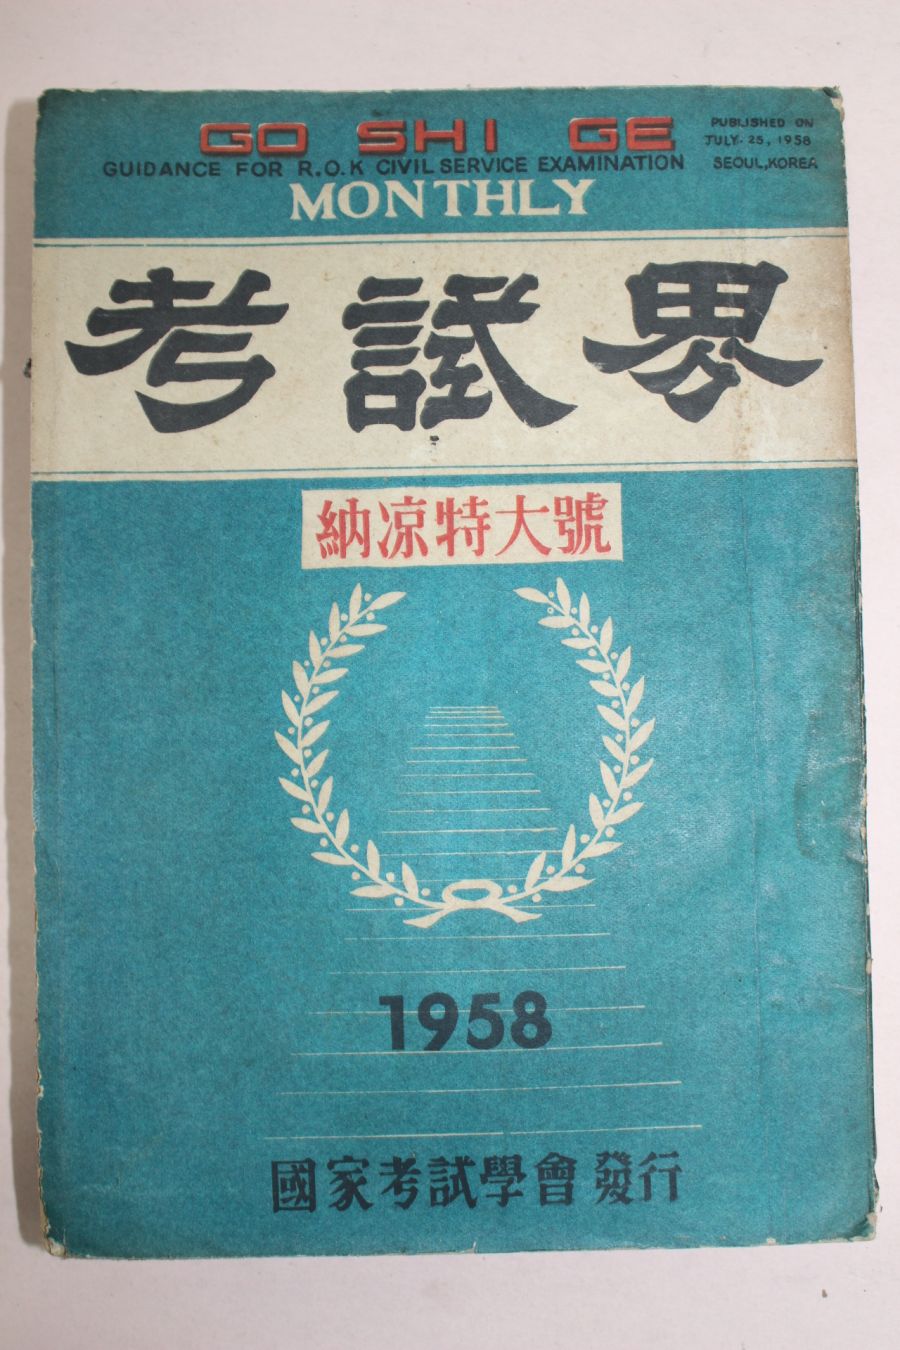 GO SHI GE
GUIDANCE FOR R.O.K CIVIL SERVICE EXAMINATION
MONTHLY
PUBLISHED ON
JULY. 25, 1958
SEOUL, KOREA
考試界
納凉特大號
1958
國家考試學會 發行